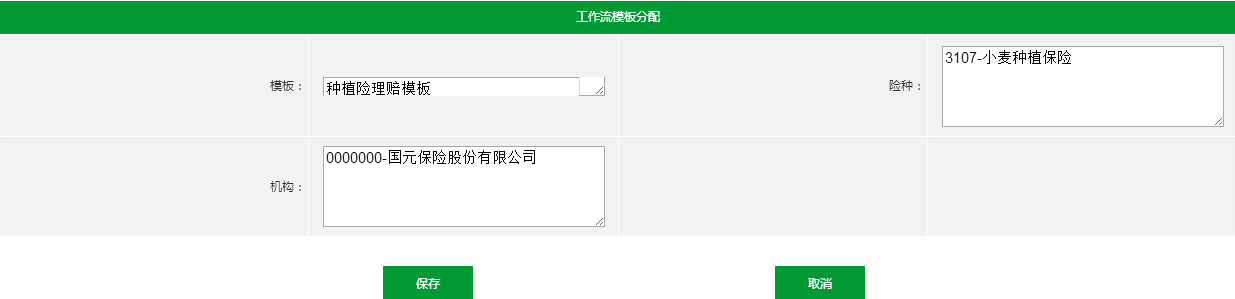 工作流模板分配
模板：
种植险理赔模板
险种：
3107-小麦种植保险
机构：
0000000-国元保险股份有限公司
保存
取消